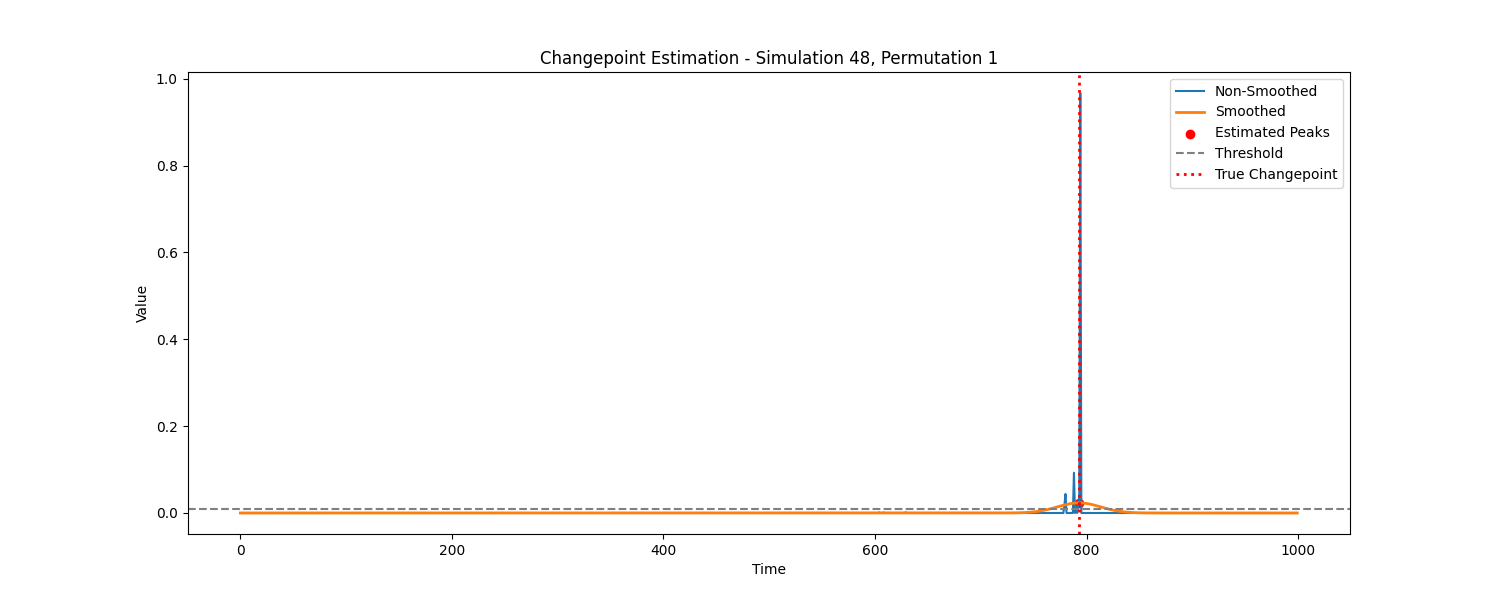 Changepoint Estimation - Simulation 48, Permutation 1
1.0
0.8
0.6
0.4
0.2
0.0
Value
Non-Smoothed
Smoothed
Estimated Peaks
Threshold
True Changepoint
0 200 400 600 800 1000
Time